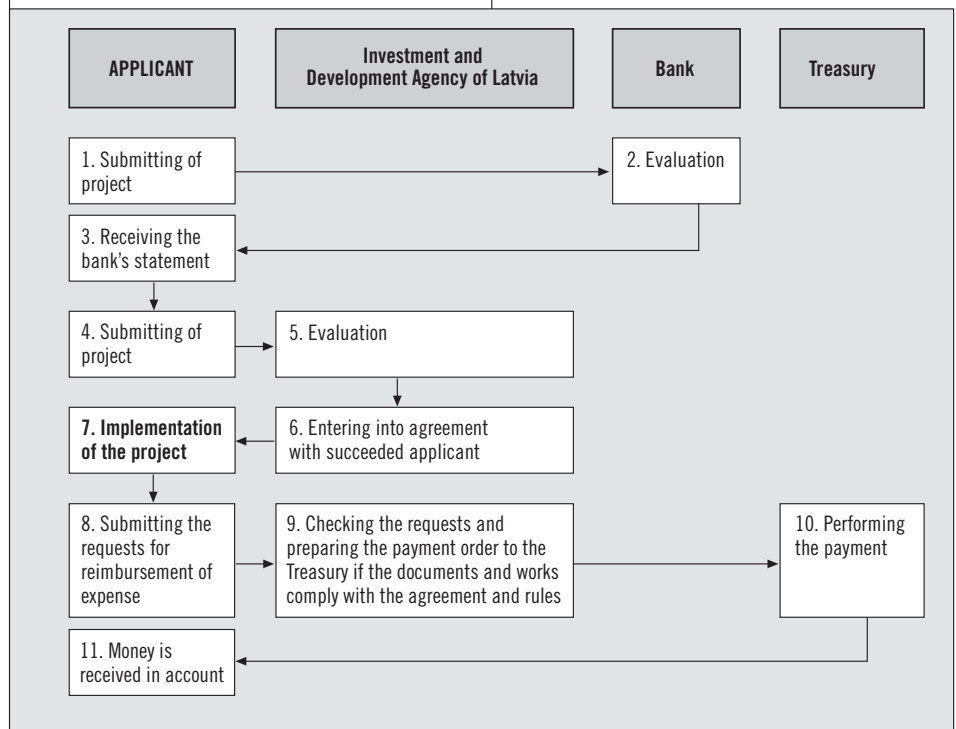 APPLICANT
Investment and
Development Agency of Latvia
Bank
Treasury
1. Submitting of
project
2. Evaluation
3. Receiving the
bank's statement
4. Submitting of
project
5. Evaluation
6. Entering into agreement
with succeeded applicant
7. Implementation
of the project
8. Submitting the
requests for
reimbursement of
expense
9. Checking the requests and
preparing the payment order to the
Treasury if the documents and works
comply with the agreement and rules
10. Performing
the payment
11. Money is
received in account